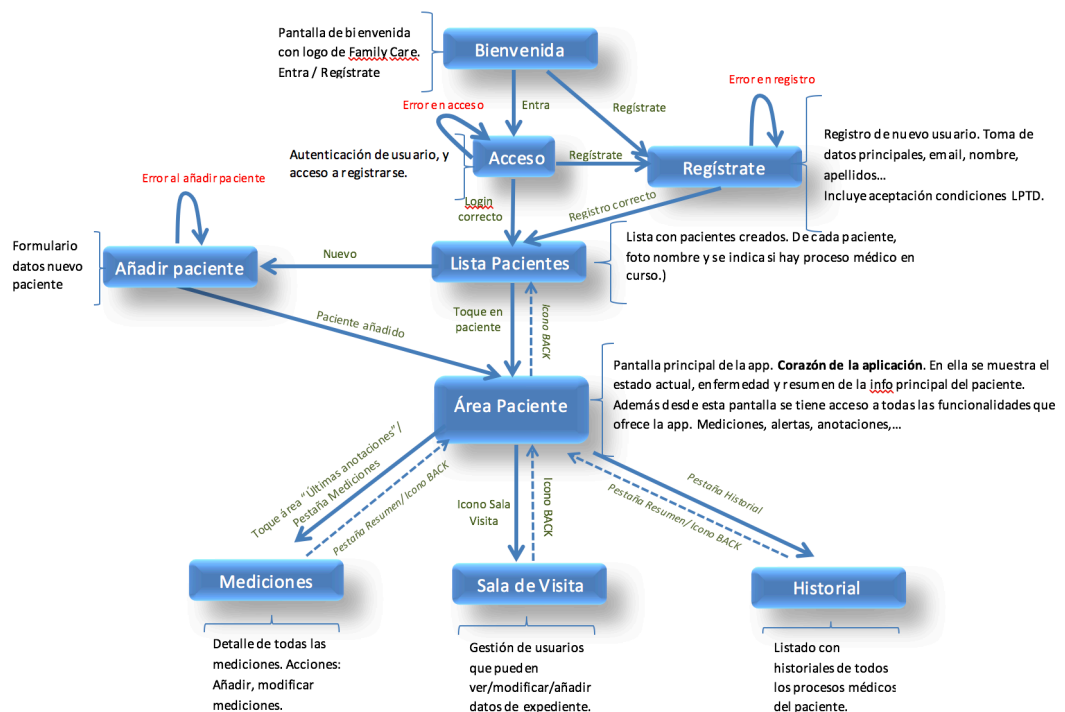 Pantalla de bienvenida
con logo de Family Care.
Entra / Regístrate
Bienvenida
Error en acceso
Entra
Regístrate
Error en registro
Autenticación de usuario, y
acceso a registrarse.
Acceso
Regístrate
Regístrate
Registro de nuevo usuario. Toma de
datos principales, email, nombre,
apellidos...
Incluye aceptación condiciones LPTD.
Error al añadir paciente
Login
correcto
Registro correcto
Formulario
datos nuevo
paciente
Añadir paciente
Nuevo
Lista Pacientes
Lista con pacientes creados. De cada paciente,
foto nombre y se indica si hay proceso médico en
curso.)
Paciente añadido
Toque en
paciente
Icono BACK
Área Paciente
Pantalla principal de la app. Corazón de la aplicación. En ella se muestra el
estado actual, enfermedad y resumen de la info principal del paciente.
Además desde esta pantalla se tiene acceso a todas las funcionalidades que
ofrece la app. Mediciones, alertas, anotaciones,...
Toque área "Últimas anotaciones"/
Pestaña Mediciones
Pestaña Resumen/Icono BACK
Icono Sala
Visita
Icono BACK
Pestaña Historial
Pestaña Resumen/Icono BACK
Mediciones
Sala de Visita
Historial
Detalle de todas las
mediciones. Acciones:
Añadir, modificar
mediciones.
Gestión de usuarios
que pueden
ver/modificar/añadir
datos de expediente.
Listado con
historiales de todos
los procesos médicos
del paciente.